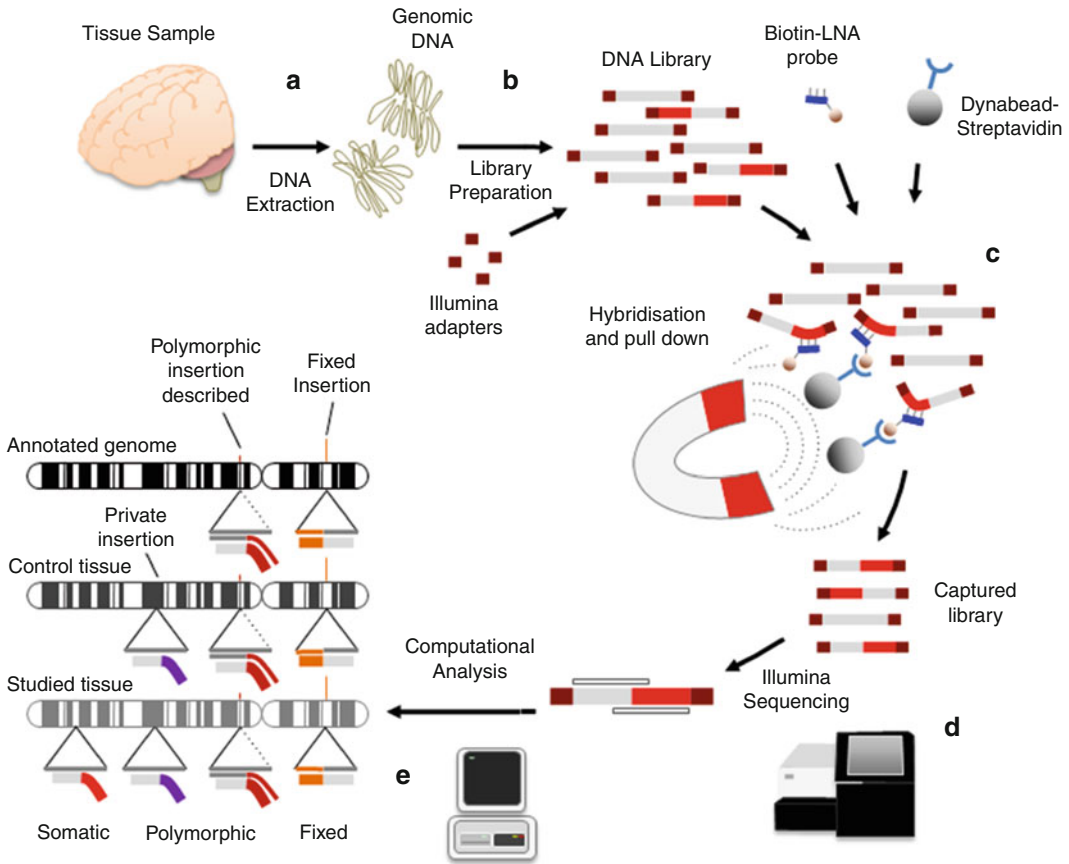 Tissue Sample
a
DNA
Extraction
Genomic
DNA
b
Library
Preparation
Illumina
adapters
DNA Library
Biotin-LNA
probe
Dynabead-
Streptavidin
c
Hybridisation
and pull down
Captured
library
Illumina
Sequencing
d
Computational
Analysis
e
Polymorphic
insertion
described
Fixed
Insertion
Annotated genome
Private
insertion
Control tissue
Studied tissue
Somatic
Polymorphic
Fixed